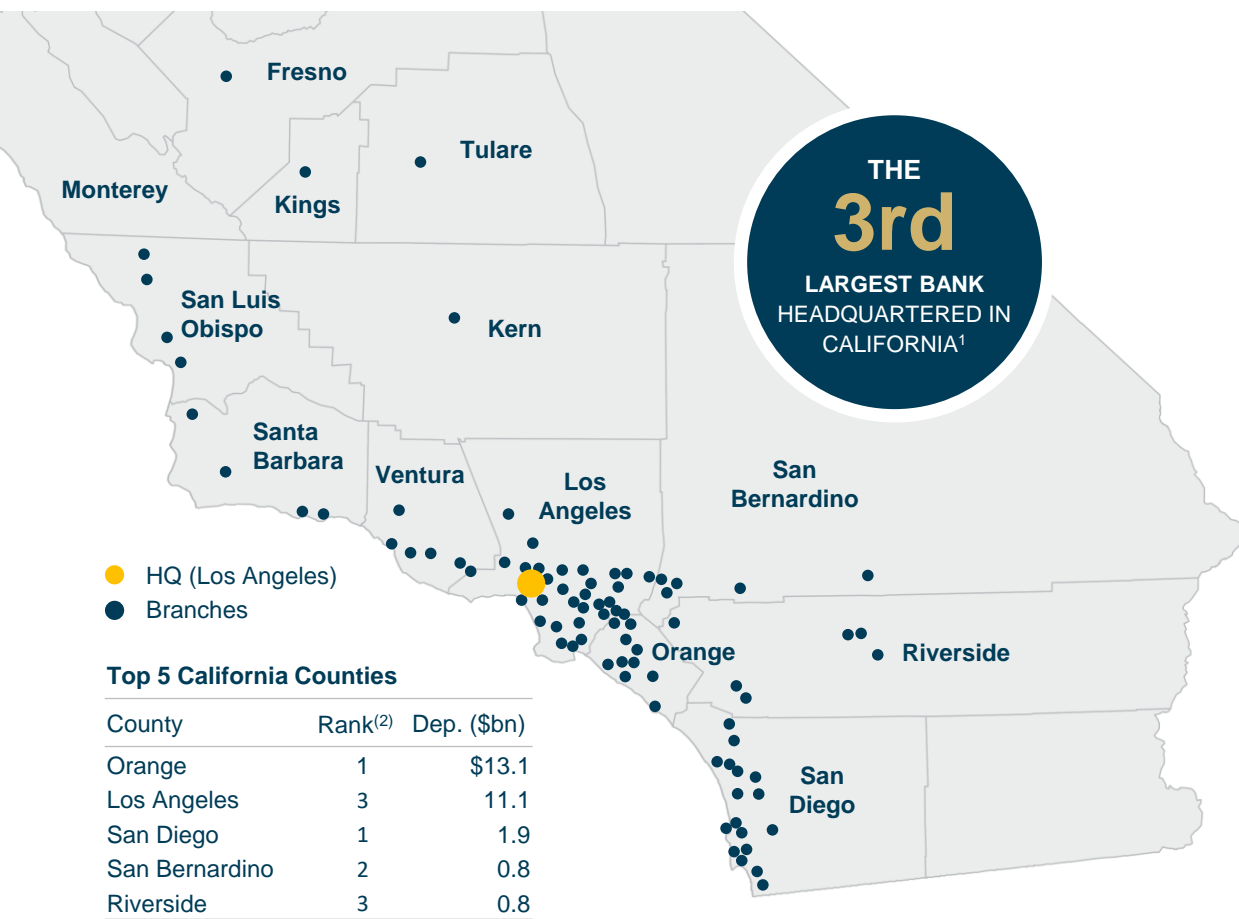 Fresno
Tulare
Monterey
Kings
THE
3rd
LARGEST BANK
HEADQUARTERED IN
CALIFORNIA¹
San Luis
Obispo
Kern
Santa
Barbara
Ventura
Los
Angeles
San
Bernardino
HQ (Los Angeles)
Branches
Orange
Riverside
San
Diego
Top 5 California Counties
County Rank⁽²⁾ Dep. ($bn)
Orange 1 $13.1
Los Angeles 3 11.1
San Diego 1 1.9
San Bernardino 2 0.8
Riverside 3 0.8